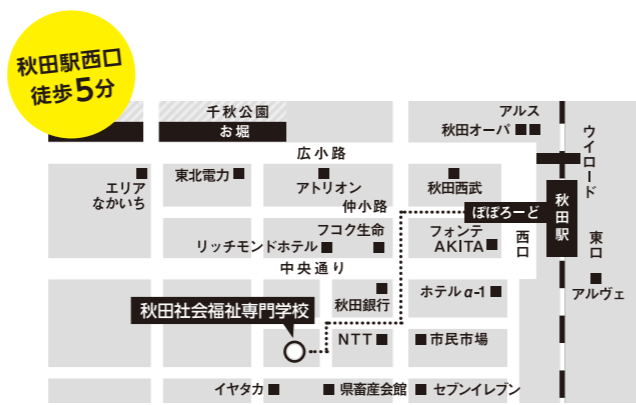 秋田駅西口
徒歩5分
千秋公園
お堀
アルス
秋田オーパ
ウイロード
広小路
エリア
なかいち
東北電力
アトリオン
秋田西武
仲小路
ぽぽろーど
秋田駅
西口
東口
フコク生命
リッチモンドホテル
フォンテ
AKITA
中央通り
アルヴェ
秋田銀行
ホテルα-1
秋田社会福祉専門学校
NTT
市民市場
イヤタカ
県畜産会館
セブンイレブン